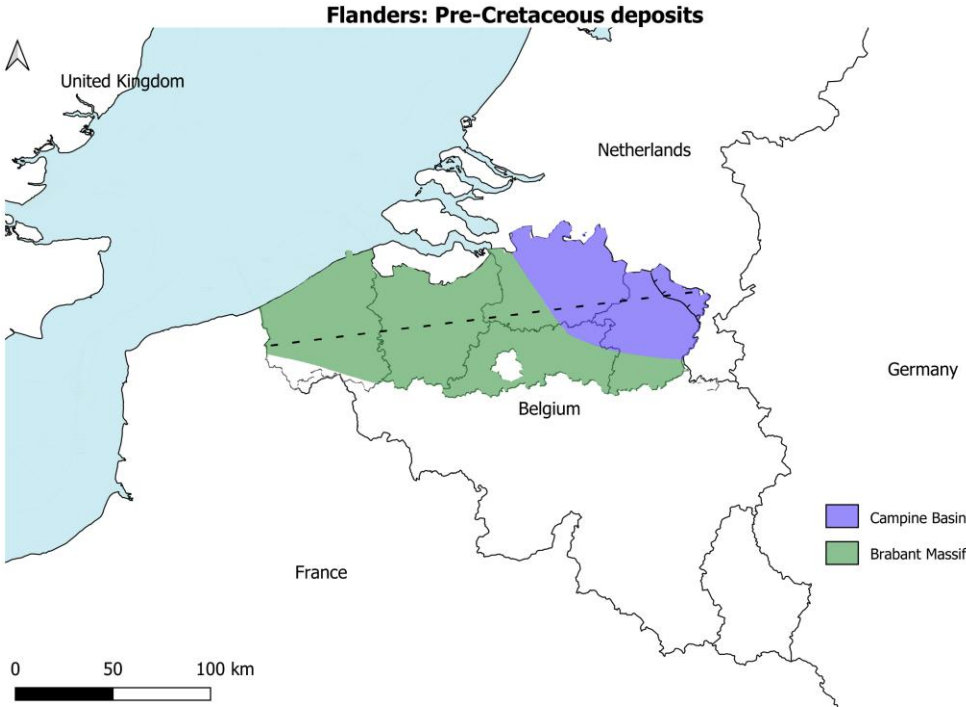 Flanders: Pre-Cretaceous deposits
United Kingdom
Netherlands
Germany
Belgium
Campine Basin
Brabant Massif
France
0 50 100 km